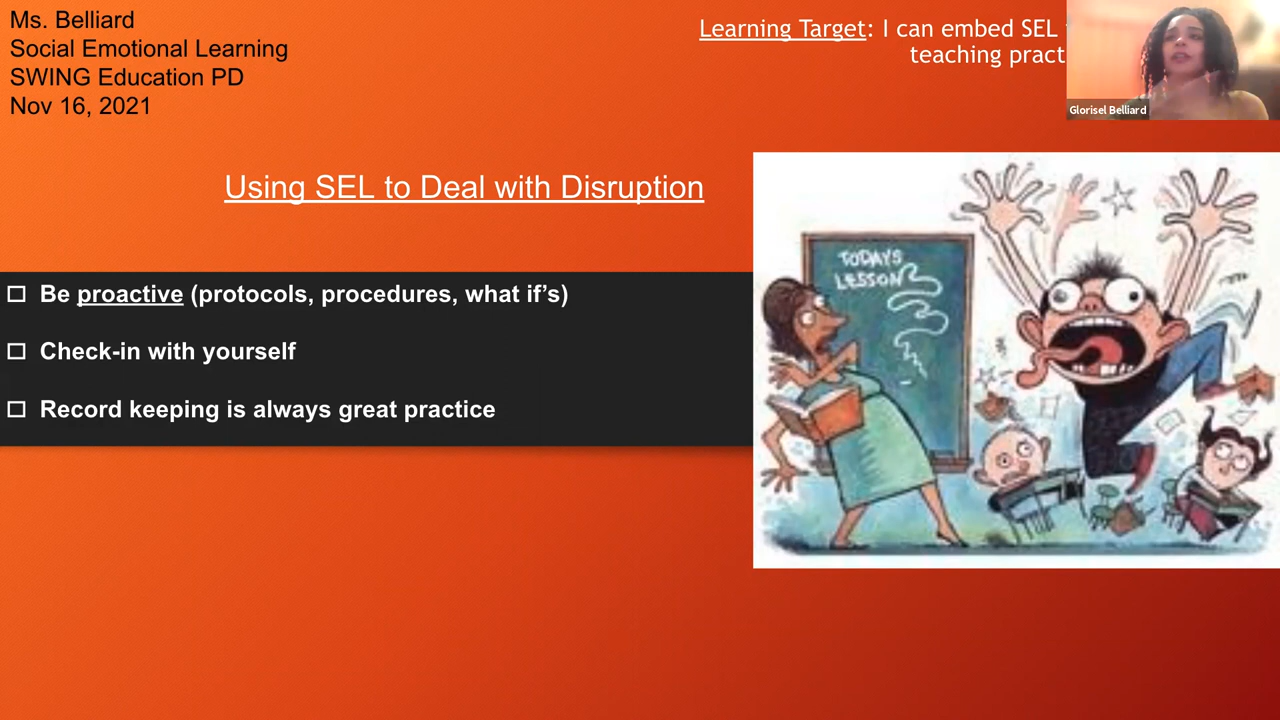 Ms. Belliard
Social Emotional Learning
SWING Education PD
Nov 16, 2021
Learning Target: I can embed SEL
teaching pract
Glorisel Belliard
Using SEL to Deal with Disruption
Be proactive (protocols, procedures, what if’s)
Check-in with yourself
Record keeping is always great practice
TODAYS
LESSON